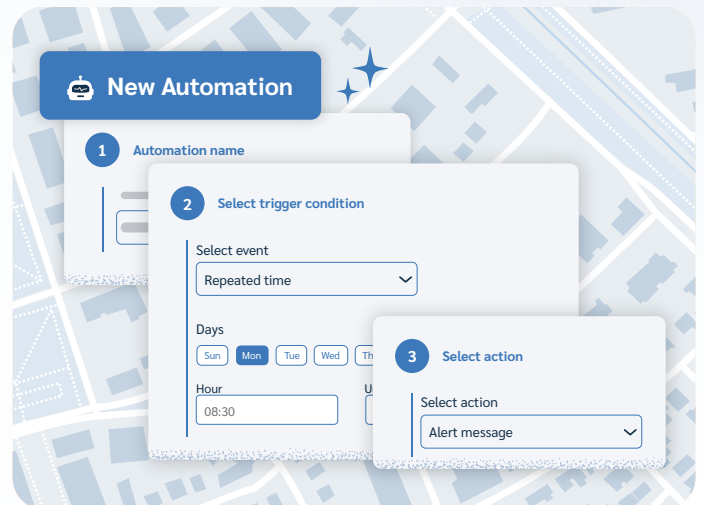 New Automation
1 Automation name
2 Select trigger condition
Select event
Repeated time
Days
Sun Mon Tue Wed Th
Hour
08:30
3 Select action
Select action
Alert message